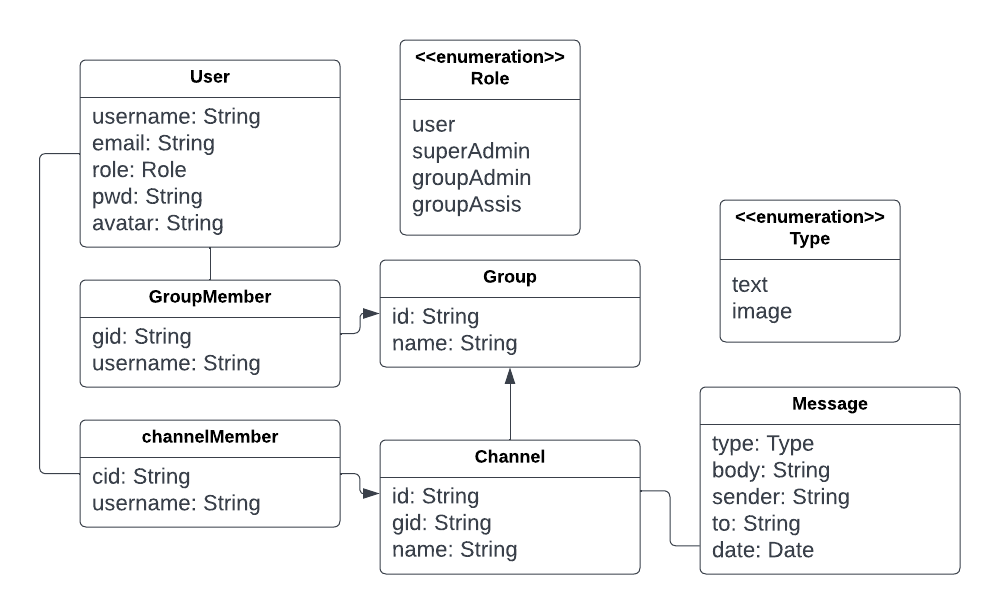 User
username: String
email: String
role: Role
pwd: String
avatar: String
<<enumeration>>
Role
user
superAdmin
groupAdmin
groupAssis
<<enumeration>>
Type
text
image
GroupMember
gid: String
username: String
Group
id: String
name: String
channelMember
cid: String
username: String
Channel
id: String
gid: String
name: String
Message
type: Type
body: String
sender: String
to: String
date: Date